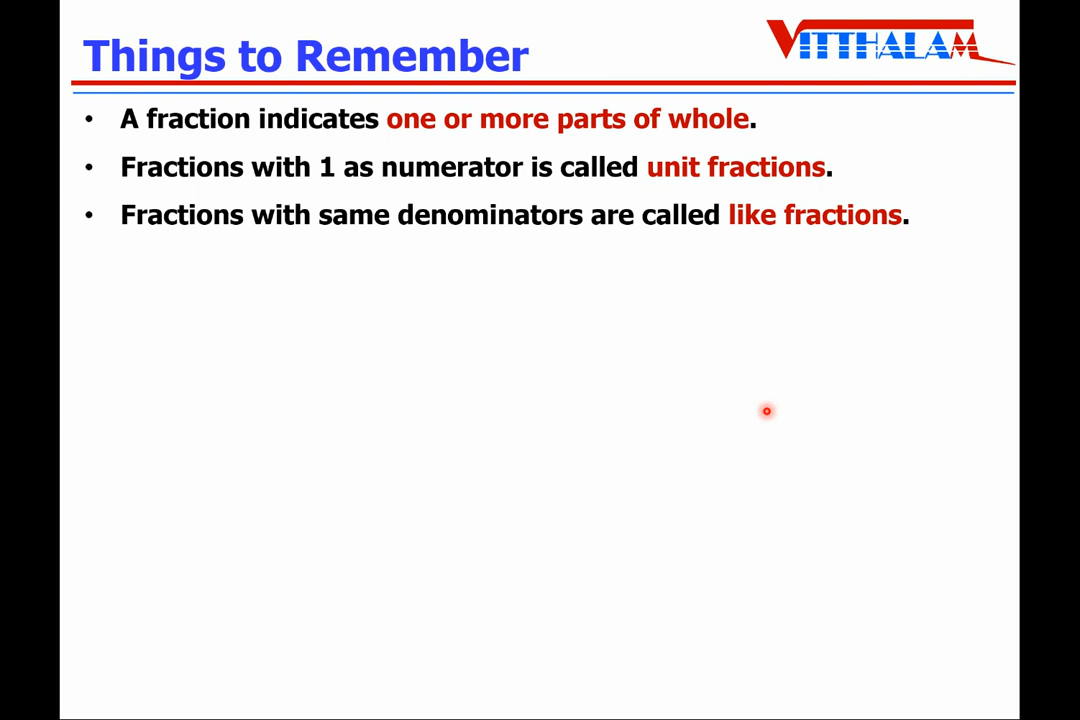 Things to Remember
VITTHALAM
• A fraction indicates one or more parts of whole.
• Fractions with 1 as numerator is called unit fractions.
• Fractions with same denominators are called like fractions.